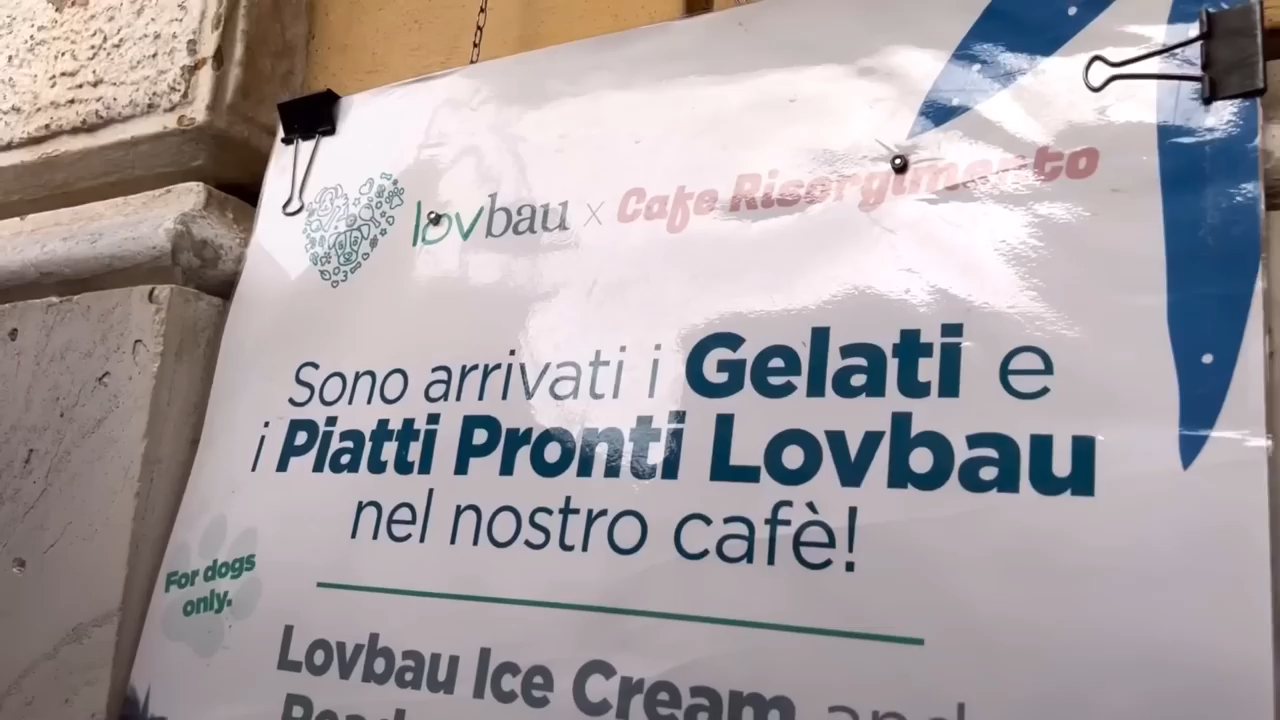 lovbau x Cafe Risorgimento
Sono arrivati i Gelati e
i Piatti Pronti Lovbau
nel nostro cafè!
For dogs
only.
Lovbau Ice Cream and